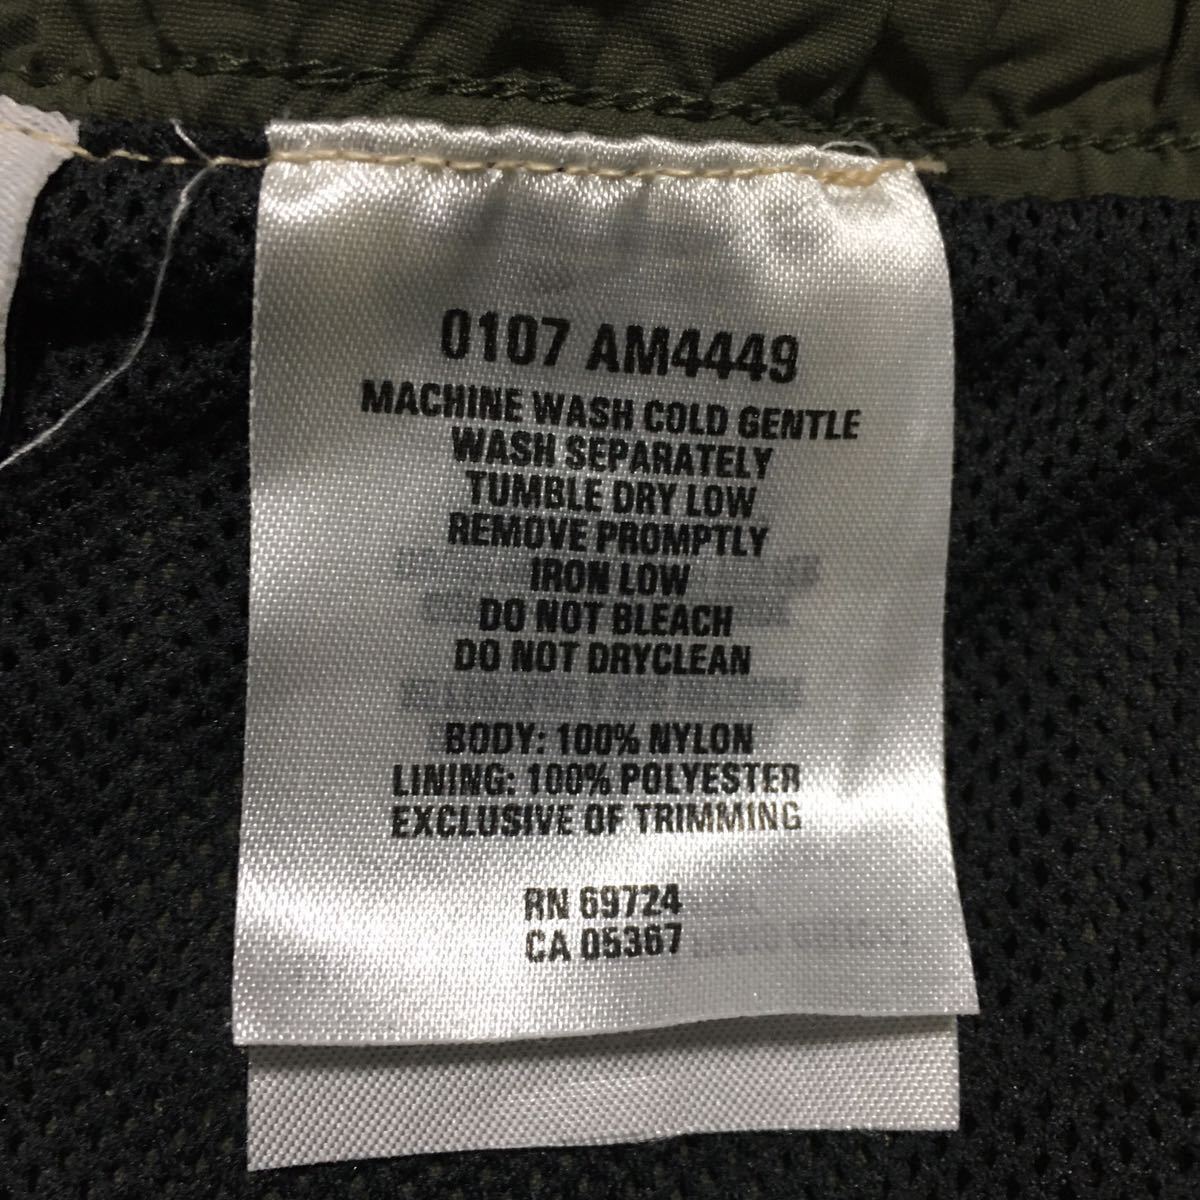 0107 AM4449
MACHINE WASH COLD GENTLE
WASH SEPARATELY
TUMBLE DRY LOW
REMOVE PROMPTLY
IRON LOW
DO NOT BLEACH
DO NOT DRYCLEAN
BODY: 100% NYLON
LINING: 100% POLYESTER
EXCLUSIVE OF TRIMMING
RN 69724
CA 05367